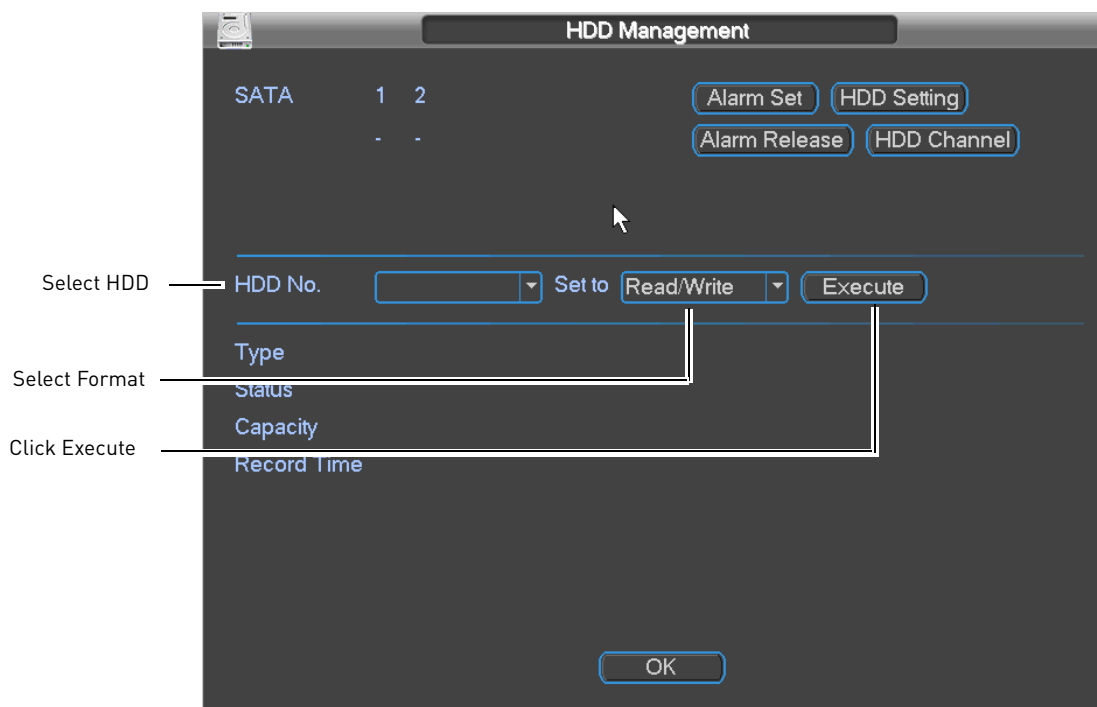 HDD Management
SATA 1 2 Alarm Set HDD Setting
- - Alarm Release HDD Channel
Select HDD HDD No. Set to Read/Write Execute
Type
Select Format
Status
Capacity
Click Execute
Record Time
OK